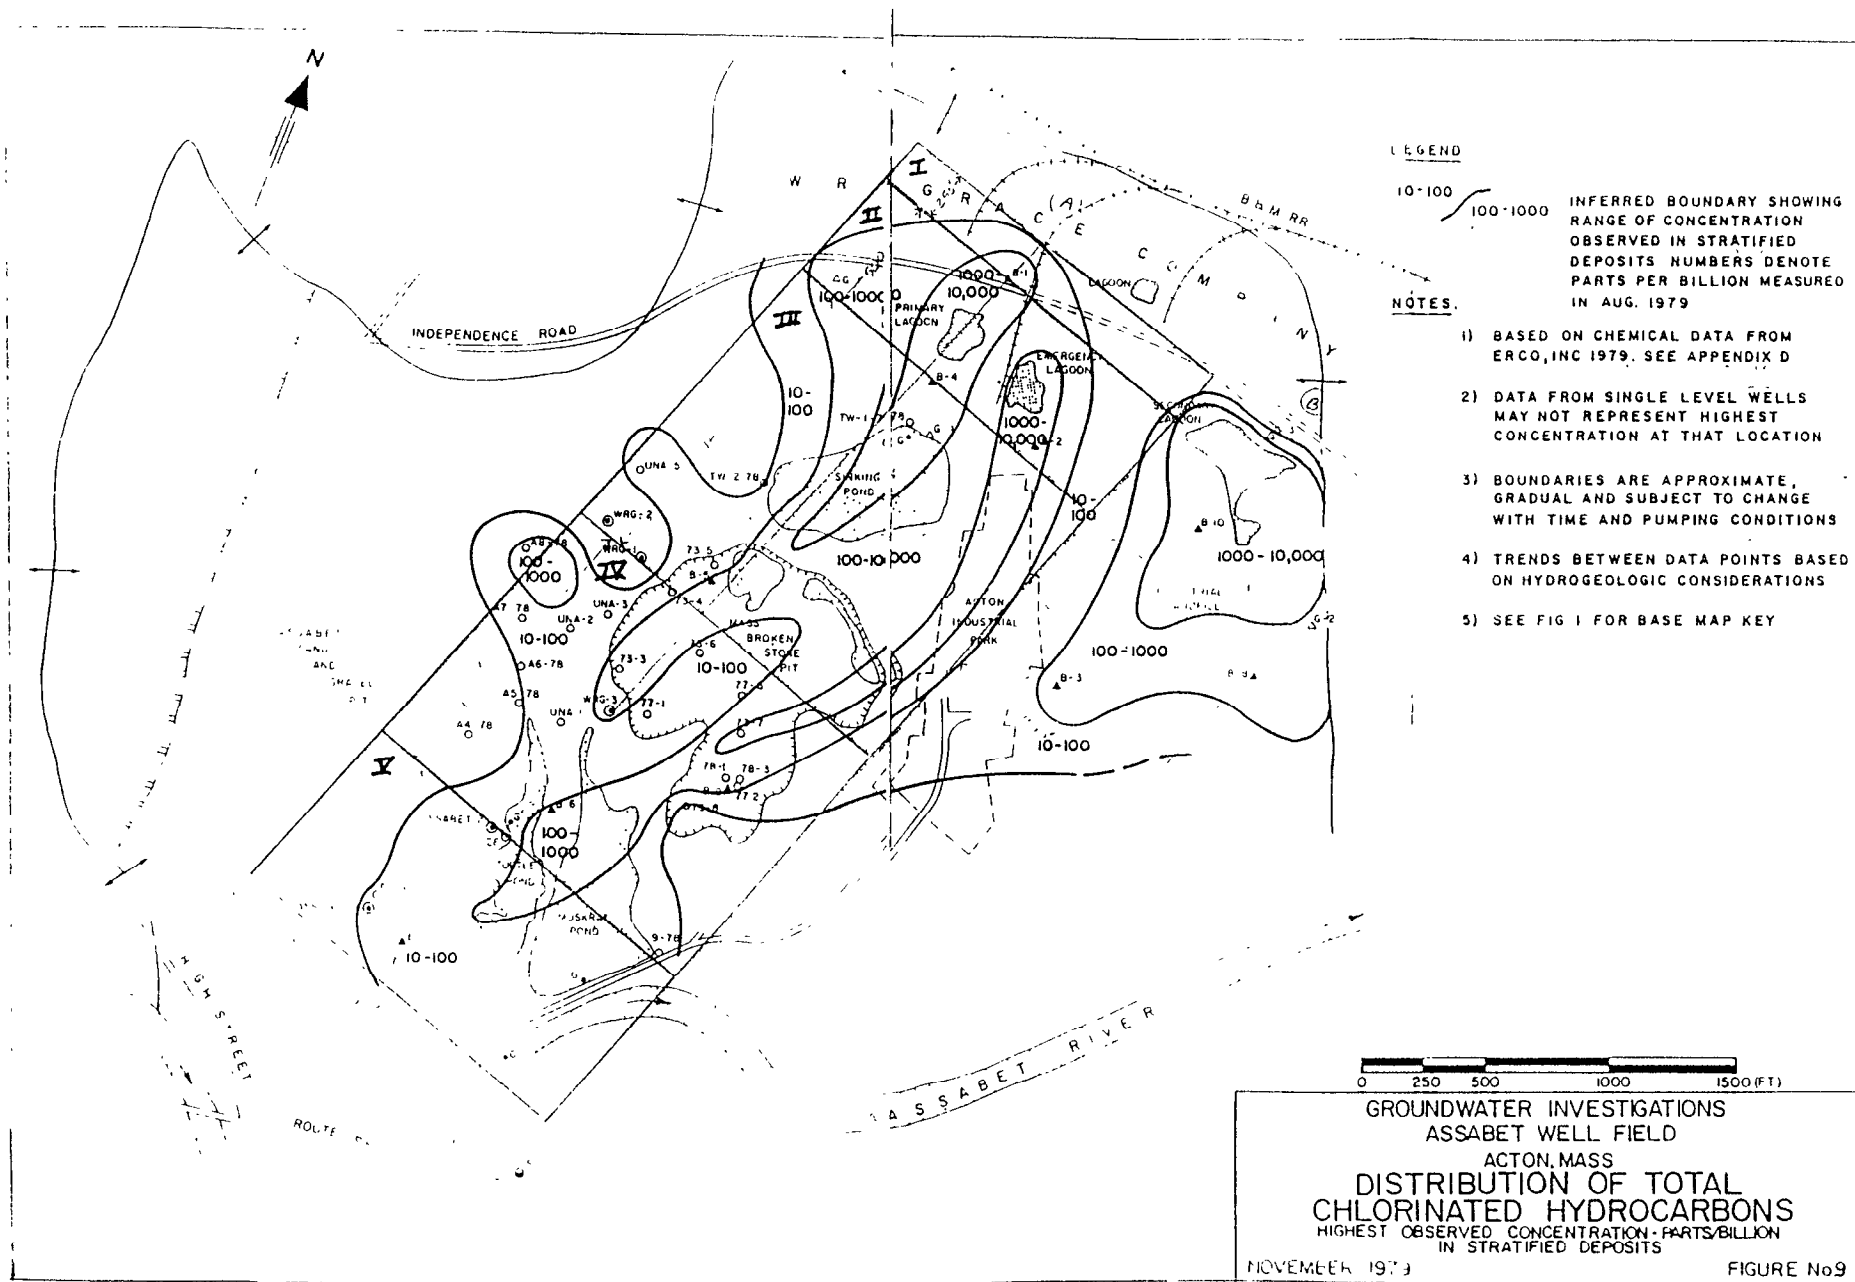 N
W R GRACE COMPANY
I
II
III
IV
V
(A)
B & M RR
INDEPENDENCE ROAD
100-1000
1000-
10,000
B-1
LAGOON
PRIMARY
LAGOON
EMERGENCY
LAGOON
B-4
10-
100
1000-
10,000
TW-1
78
UNA 5
TW 2 78
SINKING
POND
10-
100
B 10
1000-10,000
WRG-2
WRG-1
100-
1000
73 5
B-5
73-4
UNA-3
A7 78
UNA-2
10-100
MASS
BROKEN
STONE
PIT
ACTON
INDUSTRIAL
PARK
73-3
10-100
A6-78
A5 78
A4 78
UNA
WRG-3
77-1
100-1000
B-3
10-100
78-3
77 2
B 6
100-
1000
MUSKRAT
POND
9-78
10-100
HIGH STREET
ROUTE
ASSABET RIVER
LEGEND
10-100
100-1000
INFERRED BOUNDARY SHOWING
RANGE OF CONCENTRATION
OBSERVED IN STRATIFIED
DEPOSITS NUMBERS DENOTE
PARTS PER BILLION MEASURED
IN AUG. 1979
NOTES.
1) BASED ON CHEMICAL DATA FROM
ERCO, INC 1979. SEE APPENDIX D
2) DATA FROM SINGLE LEVEL WELLS
MAY NOT REPRESENT HIGHEST
CONCENTRATION AT THAT LOCATION
3) BOUNDARIES ARE APPROXIMATE,
GRADUAL AND SUBJECT TO CHANGE
WITH TIME AND PUMPING CONDITIONS
4) TRENDS BETWEEN DATA POINTS BASED
ON HYDROGEOLOGIC CONSIDERATIONS
5) SEE FIG 1 FOR BASE MAP KEY
0 250 500 1000 1500 (FT)
GROUNDWATER INVESTIGATIONS
ASSABET WELL FIELD
ACTON, MASS
DISTRIBUTION OF TOTAL
CHLORINATED HYDROCARBONS
HIGHEST OBSERVED CONCENTRATION - PARTS/BILLION
IN STRATIFIED DEPOSITS
NOVEMBER 1979
FIGURE No9